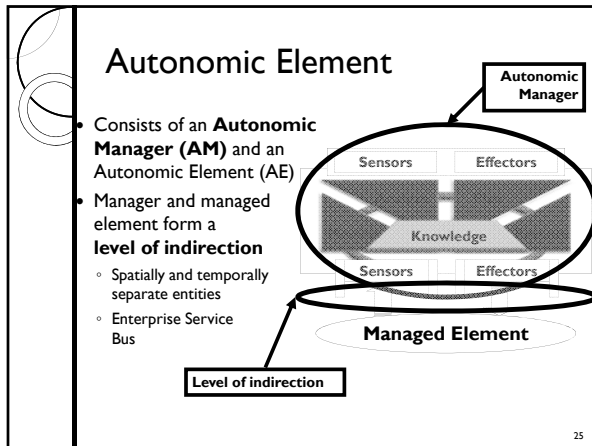 Autonomic Element
Autonomic
Manager
• Consists of an Autonomic
Manager (AM) and an
Autonomic Element (AE)
• Manager and managed
element form a
level of indirection
◦ Spatially and temporally
separate entities
◦ Enterprise Service
Bus
Sensors
Effectors
Knowledge
Sensors
Effectors
Managed Element
Level of indirection
25